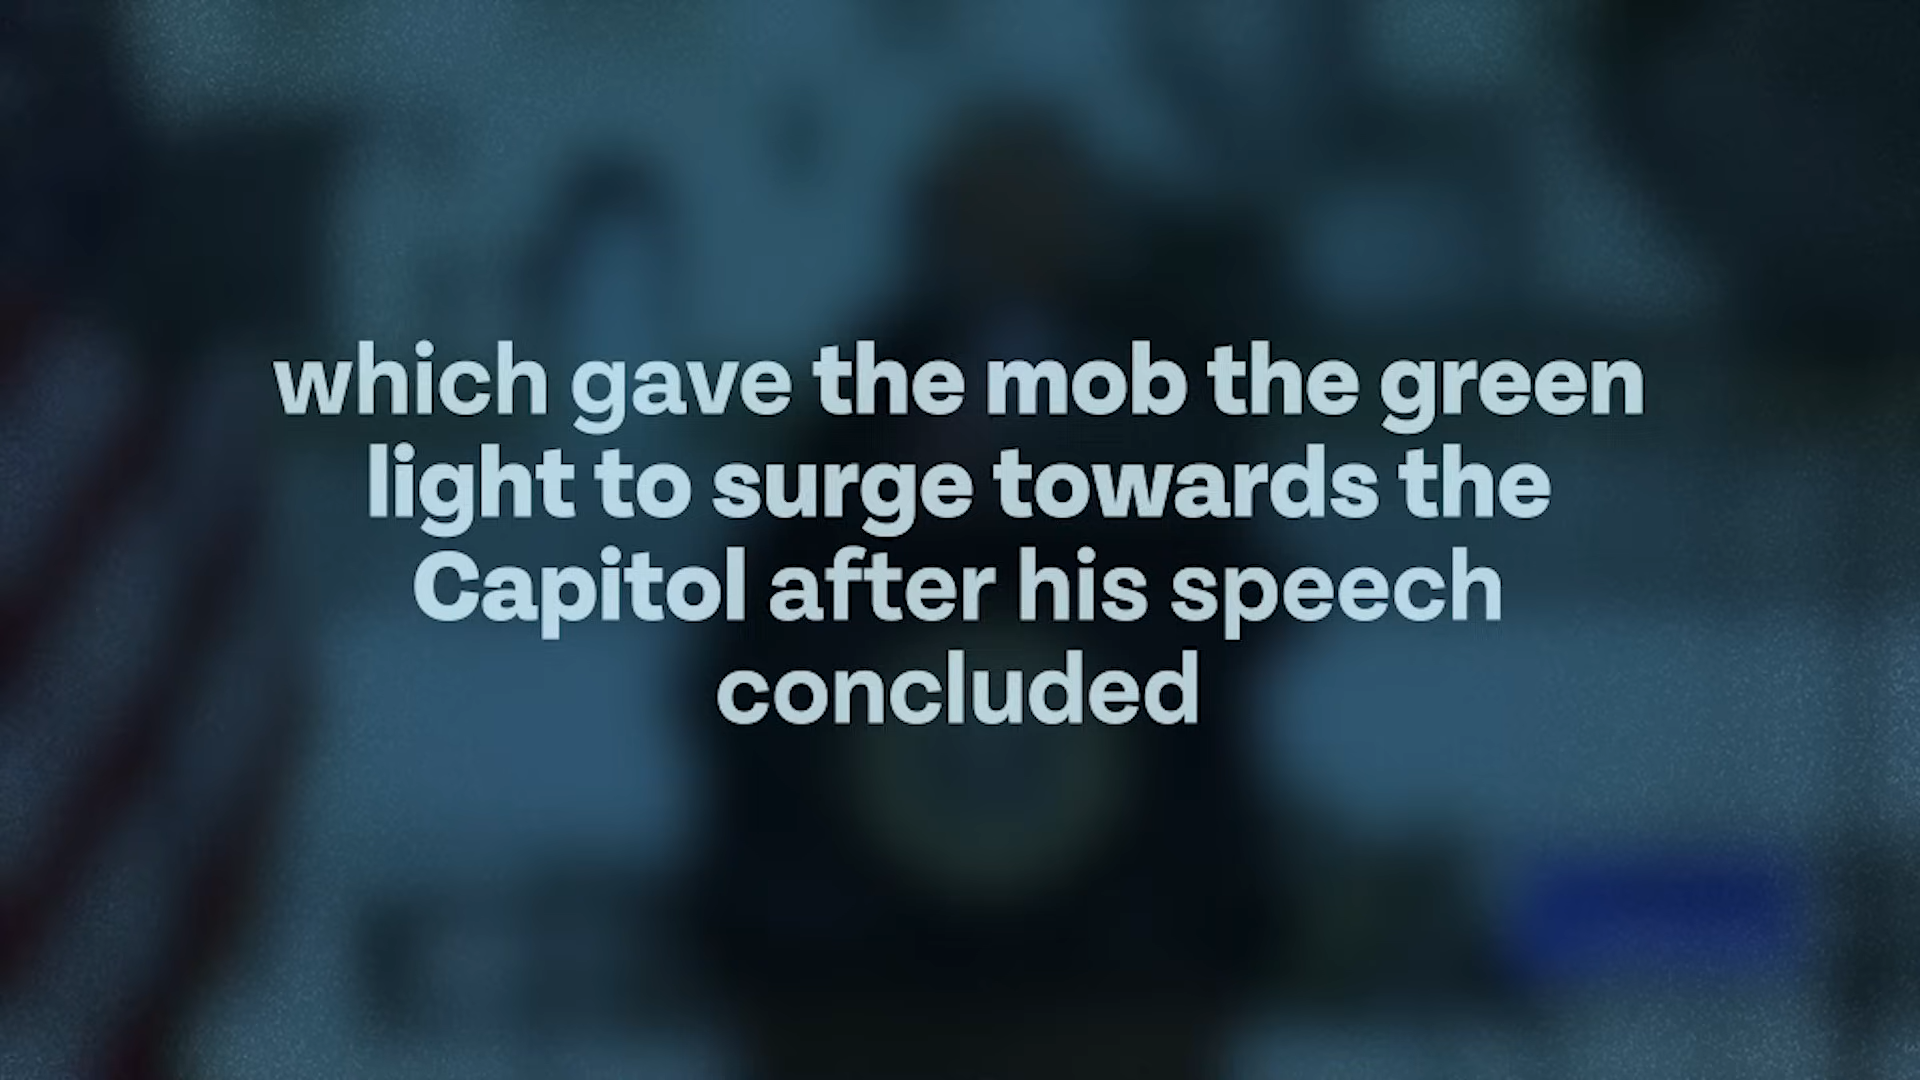 which gave the mob the green
light to surge towards the
Capitol after his speech
concluded